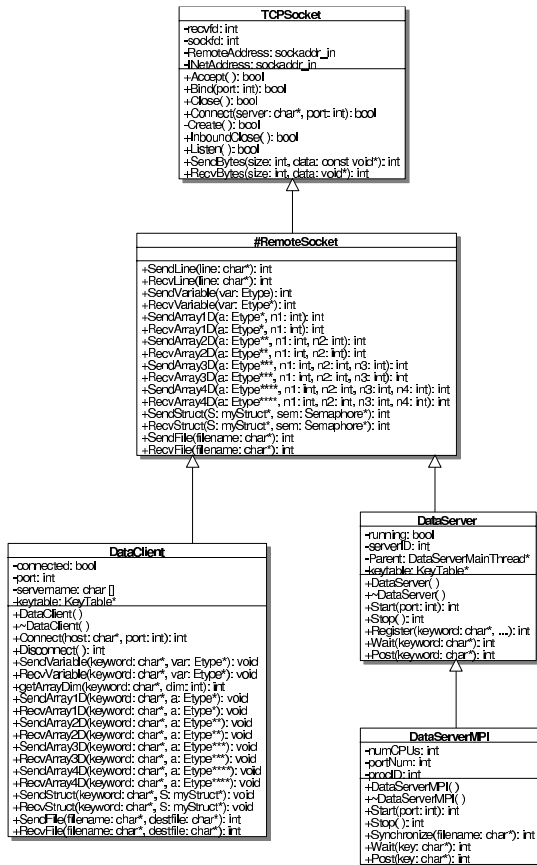 TCPSocket
-recvfd: int
-sockfd: int
-RemoteAddress: sockaddr_in
-INetAddress: sockaddr_in
+Accept( ): bool
+Bind(port: int): bool
+Close( ): bool
+Connect(server: char*, port: int): bool
-Create( ): bool
+InboundClose( ): bool
+Listen( ): bool
+SendBytes(size: int, data: const void*): int
+RecvBytes(size: int, data: void*): int
#RemoteSocket
+SendLine(line: char*): int
+RecvLine(line: char*): int
+SendVariable(var: Etype): int
+RecvVariable(var: Etype*): int
+SendArray1D(a: Etype*, n1: int): int
+RecvArray1D(a: Etype*, n1: int): int
+SendArray2D(a: Etype**, n1: int, n2: int): int
+RecvArray2D(a: Etype**, n1: int, n2: int): int
+SendArray3D(a: Etype***, n1: int, n2: int, n3: int): int
+RecvArray3D(a: Etype***, n1: int, n2: int, n3: int): int
+SendArray4D(a: Etype****, n1: int, n2: int, n3: int, n4: int): int
+RecvArray4D(a: Etype****, n1: int, n2: int, n3: int, n4: int): int
+SendStruct(S: myStruct*, sem: Semaphore*): int
+RecvStruct(S: myStruct*, sem: Semaphore*): int
+SendFile(filename: char*): int
+RecvFile(filename: char*): int
DataClient
-connected: bool
-port: int
-servername: char []
-keytable: KeyTable*
+DataClient( )
+~DataClient( )
+Connect(host: char*, port: int): int
+Disconnect( ): int
+SendVariable(keyword: char*, var: Etype*): void
+RecvVariable(keyword: char*, var: Etype*): void
+getArrayDim(keyword: char*, dim: int): int
+SendArray1D(keyword: char*, a: Etype*): void
+RecvArray1D(keyword: char*, a: Etype*): void
+SendArray2D(keyword: char*, a: Etype**): void
+RecvArray2D(keyword: char*, a: Etype**): void
+SendArray3D(keyword: char*, a: Etype***): void
+RecvArray3D(keyword: char*, a: Etype***): void
+SendArray4D(keyword: char*, a: Etype****): void
+RecvArray4D(keyword: char*, a: Etype****): void
+SendStruct(keyword: char*, S: myStruct*): void
+RecvStruct(keyword: char*, S: myStruct*): void
+SendFile(filename: char*, destfile: char*): int
+RecvFile(filename: char*, destfile: char*): int
DataServer
-running: bool
-serverID: int
-Parent: DataServerMainThread*
-keytable: KeyTable*
+DataServer( )
+~DataServer( )
+Start(port: int): int
+Stop( ): int
+Register(keyword: char*, ...): int
+Wait(keyword: char*): int
+Post(keyword: char*): int
DataServerMPI
-numCPUs: int
-portNum: int
-procID: int
+DataServerMPI( )
+~DataServerMPI( )
+Start(port: int): int
+Stop( ): int
+Synchronize(filename: char*): int
+Wait(key: char*): int
+Post(key: char*): int